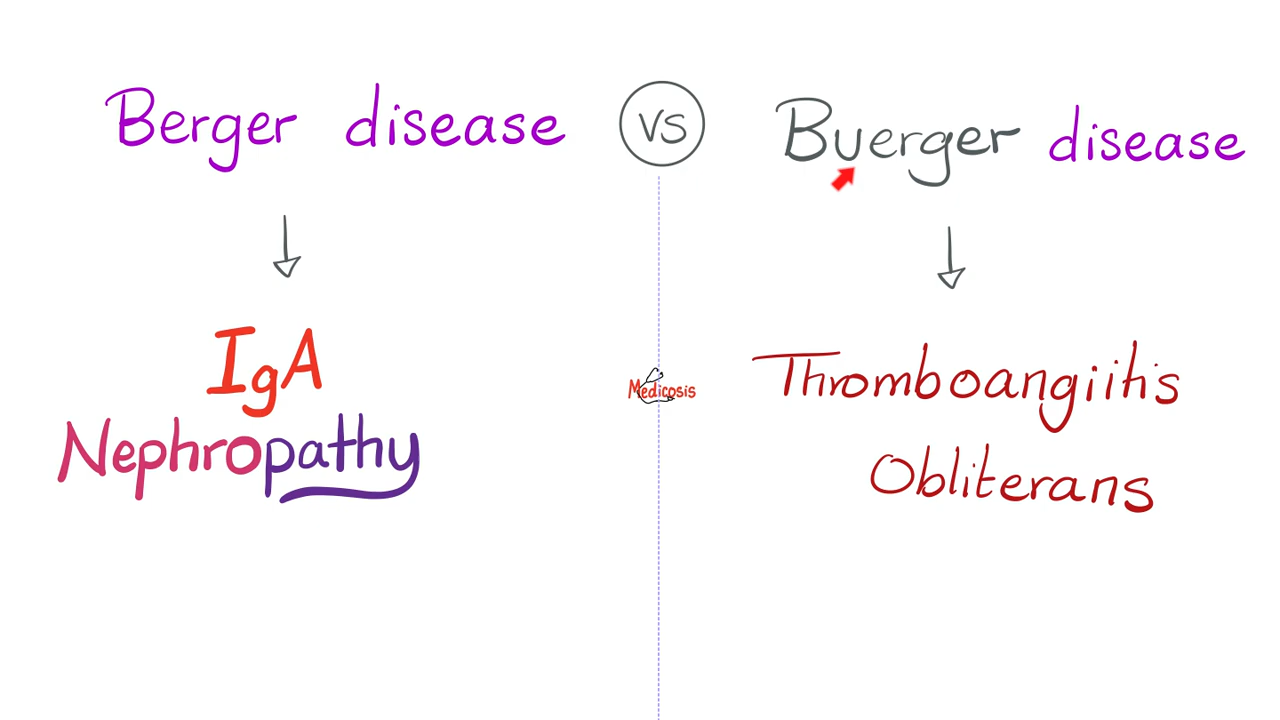 Berger disease
VS
Buerger disease
IgA
Nephropathy
Medicosis
Thromboangiitis
Obliterans